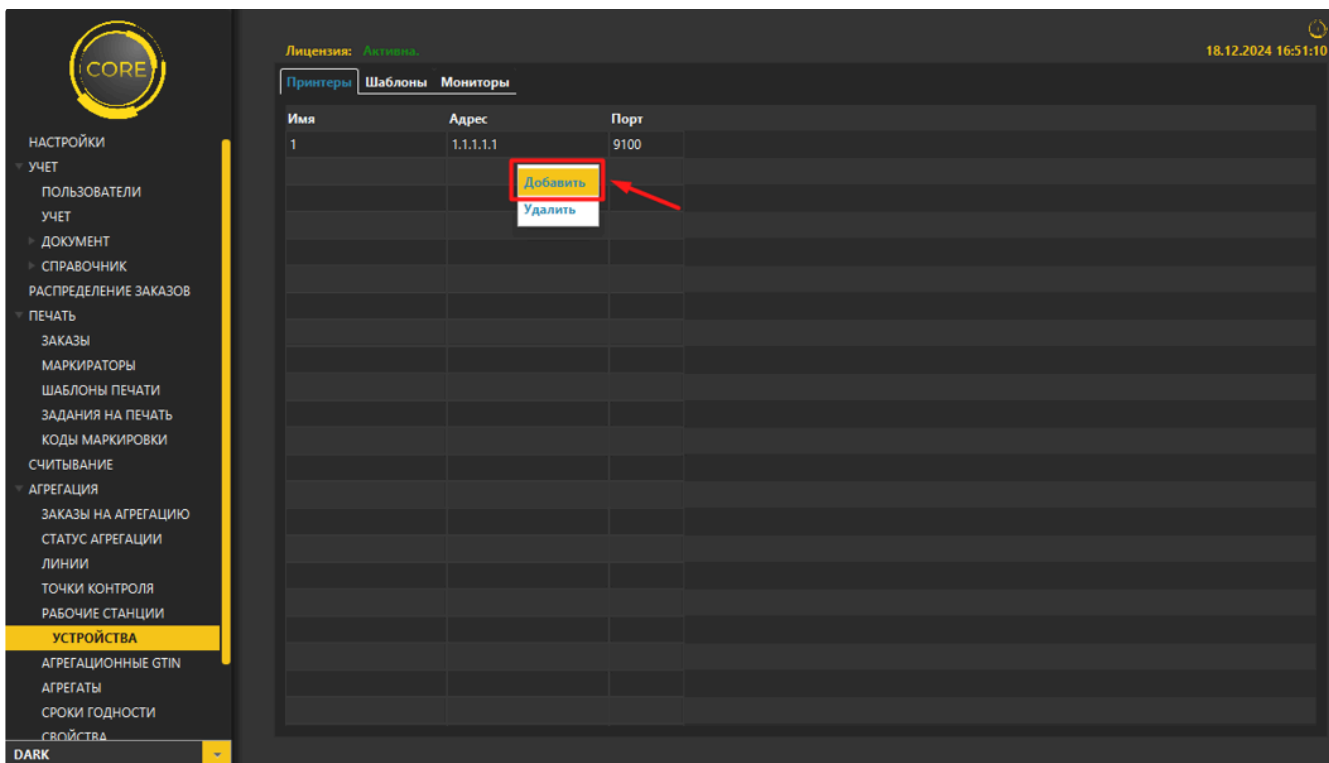 CORE
НАСТРОЙКИ
УЧЕТ
ПОЛЬЗОВАТЕЛИ
УЧЕТ
ДОКУМЕНТ
СПРАВОЧНИК
РАСПРЕДЕЛЕНИЕ ЗАКАЗОВ
ПЕЧАТЬ
ЗАКАЗЫ
МАРКИРАТОРЫ
ШАБЛОНЫ ПЕЧАТИ
ЗАДАНИЯ НА ПЕЧАТЬ
КОДЫ МАРКИРОВКИ
СЧИТЫВАНИЕ
АГРЕГАЦИЯ
ЗАКАЗЫ НА АГРЕГАЦИЮ
СТАТУС АГРЕГАЦИИ
ЛИНИИ
ТОЧКИ КОНТРОЛЯ
РАБОЧИЕ СТАНЦИИ
УСТРОЙСТВА
АГРЕГАЦИОННЫЕ GTIN
АГРЕГАТЫ
СРОКИ ГОДНОСТИ
СВОЙСТВА
DARK
Лицензия: Активна.
18.12.2024 16:51:10
Принтеры Шаблоны Мониторы
Имя Адрес Порт
1 1.1.1.1.1 9100
Добавить
Удалить